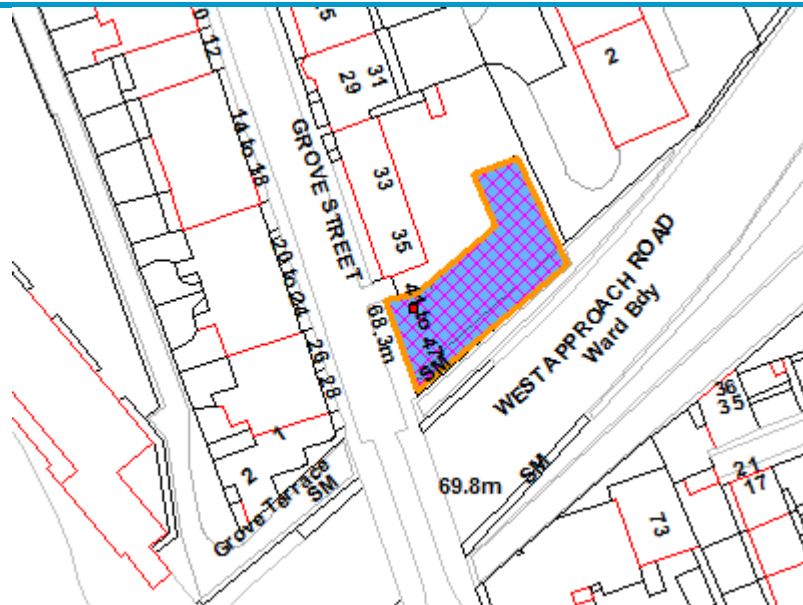 10 : 12
25
31
29
2
14 to 18
GROVE STREET
33
35
20 to 24
26 : 28
68.3m
41 to 47
SM
WEST APPROACH ROAD
Ward Bdy
1
2
Grove Terrace
SM
69.8m
SM
36
35
21
17
73